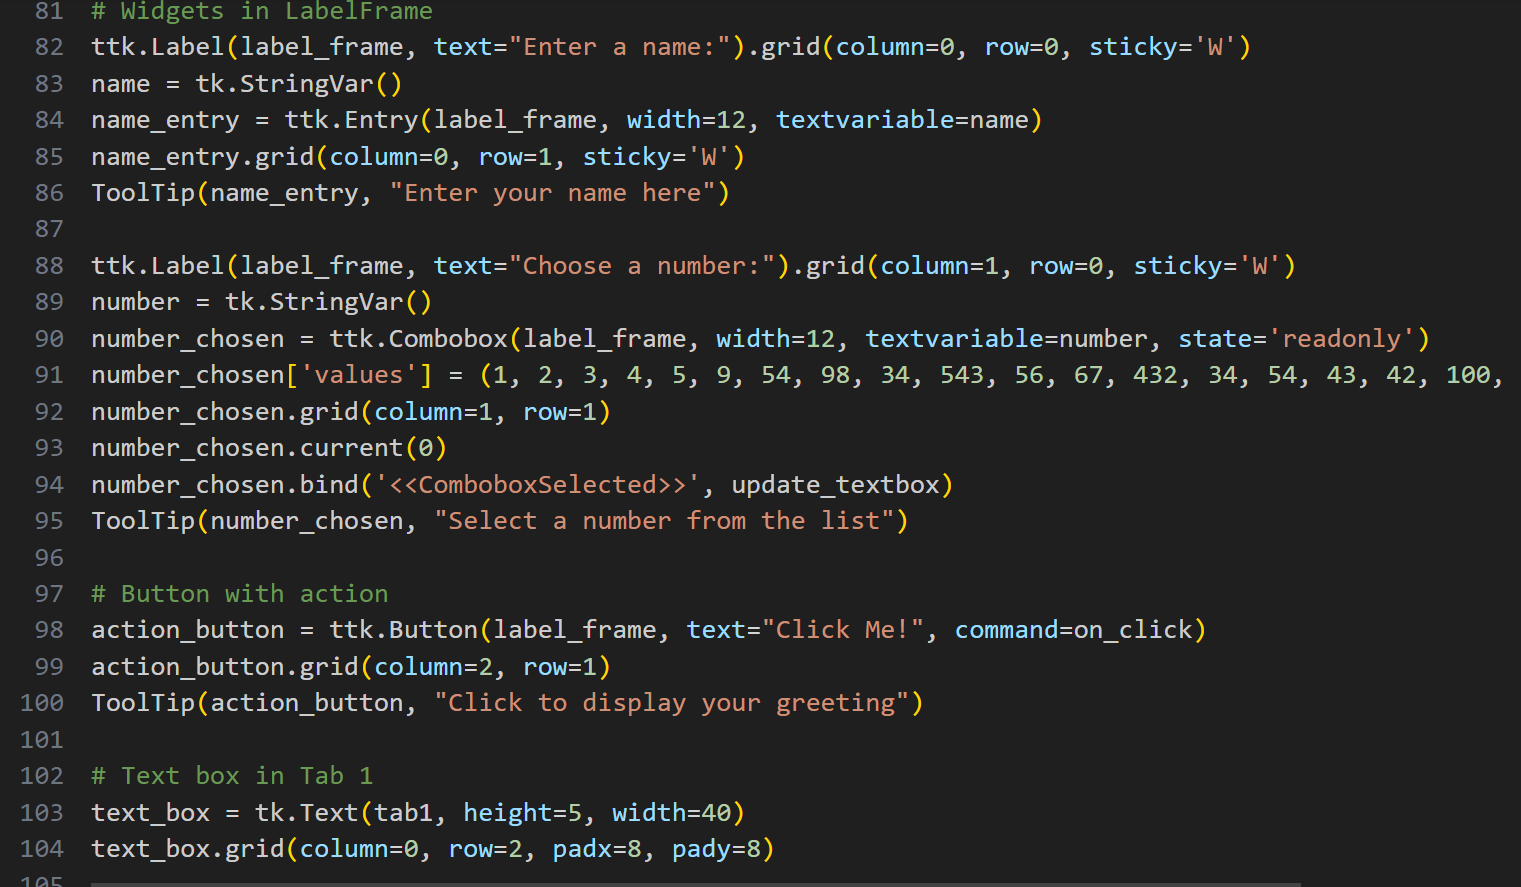 81 # Widgets in LabelFrame
82 ttk.Label(label_frame, text="Enter a name:").grid(column=0, row=0, sticky='W')
83 name = tk.StringVar()
84 name_entry = ttk.Entry(label_frame, width=12, textvariable=name)
85 name_entry.grid(column=0, row=1, sticky='W')
86 ToolTip(name_entry, "Enter your name here")
87
88 ttk.Label(label_frame, text="Choose a number:").grid(column=1, row=0, sticky='W')
89 number = tk.StringVar()
90 number_chosen = ttk.Combobox(label_frame, width=12, textvariable=number, state='readonly')
91 number_chosen['values'] = (1, 2, 3, 4, 5, 9, 54, 98, 34, 543, 56, 67, 432, 34, 54, 43, 42, 100,
92 number_chosen.grid(column=1, row=1)
93 number_chosen.current(0)
94 number_chosen.bind('<<ComboboxSelected>>', update_textbox)
95 ToolTip(number_chosen, "Select a number from the list")
96
97 # Button with action
98 action_button = ttk.Button(label_frame, text="Click Me!", command=on_click)
99 action_button.grid(column=2, row=1)
100 ToolTip(action_button, "Click to display your greeting")
101
102 # Text box in Tab 1
103 text_box = tk.Text(tab1, height=5, width=40)
104 text_box.grid(column=0, row=2, padx=8, pady=8)
105